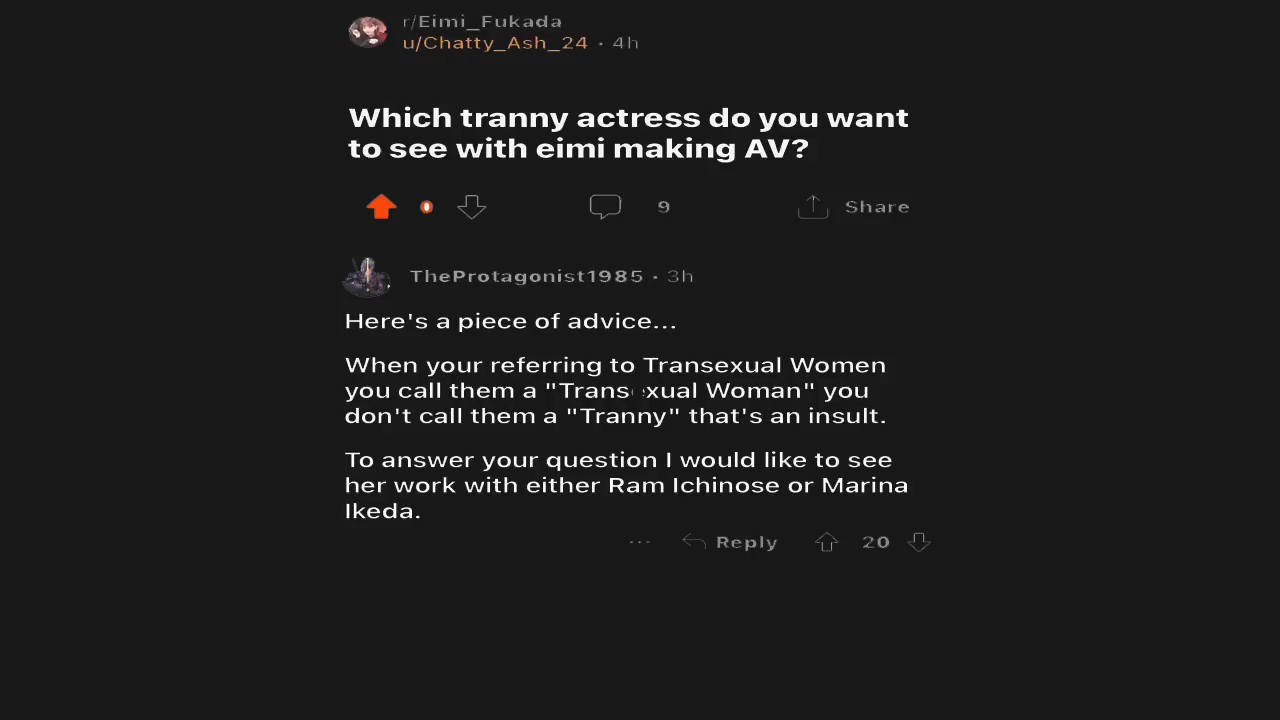 r/Eimi_Fukada
u/Chatty_Ash_24 · 4h
Which tranny actress do you want
to see with eimi making AV?
0 9 Share
TheProtagonist1985 · 3h
Here's a piece of advice...
When your referring to Transexual Women
you call them a "Transexual Woman" you
don't call them a "Tranny" that's an insult.
To answer your question I would like to see
her work with either Ram Ichinose or Marina
Ikeda.
... Reply 20